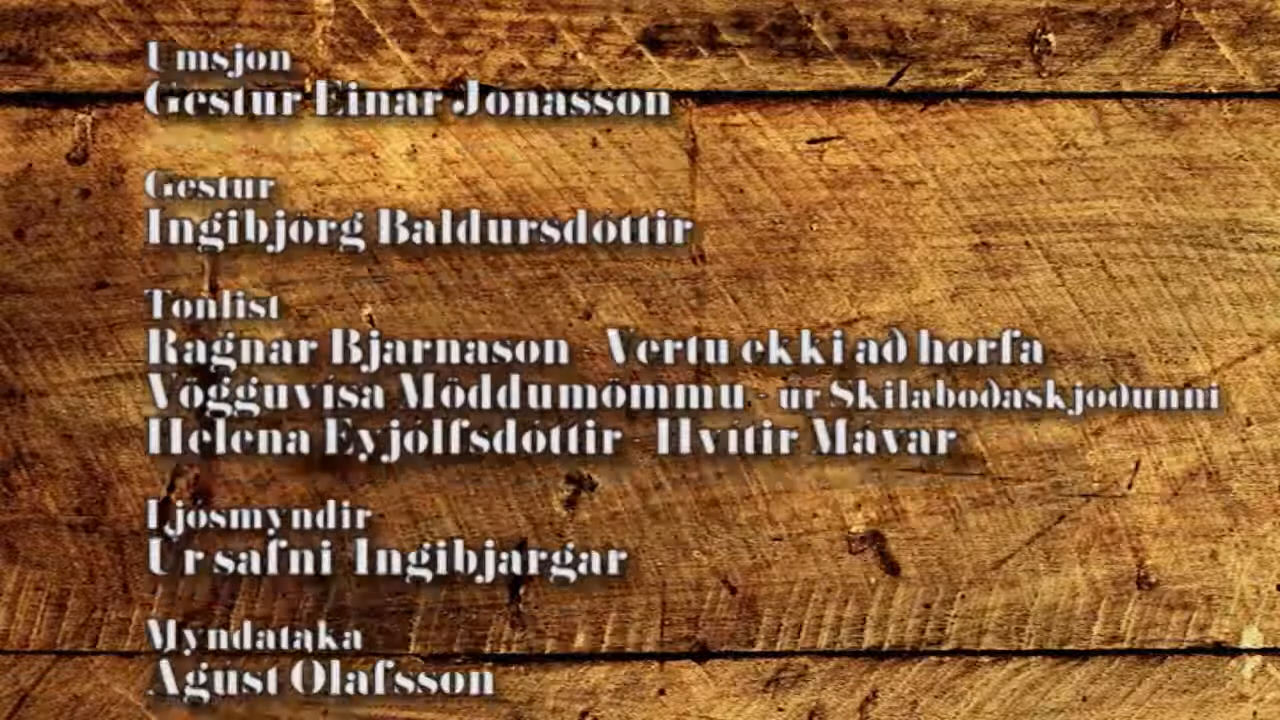 Umsjón
Gestur Einar Jónasson
Gestur
Ingibjörg Baldursdóttir
Tónlist
Ragnar Bjarnason - Vertu ekki að horfa
Vögguvísa Möddumömmu - úr Skilaboðaskjóðunni
Helena Eyjólfsdóttir - Hvítir Mávar
Ljósmyndir
Úr safni Ingibjargar
Myndataka
Ágúst Ólafsson